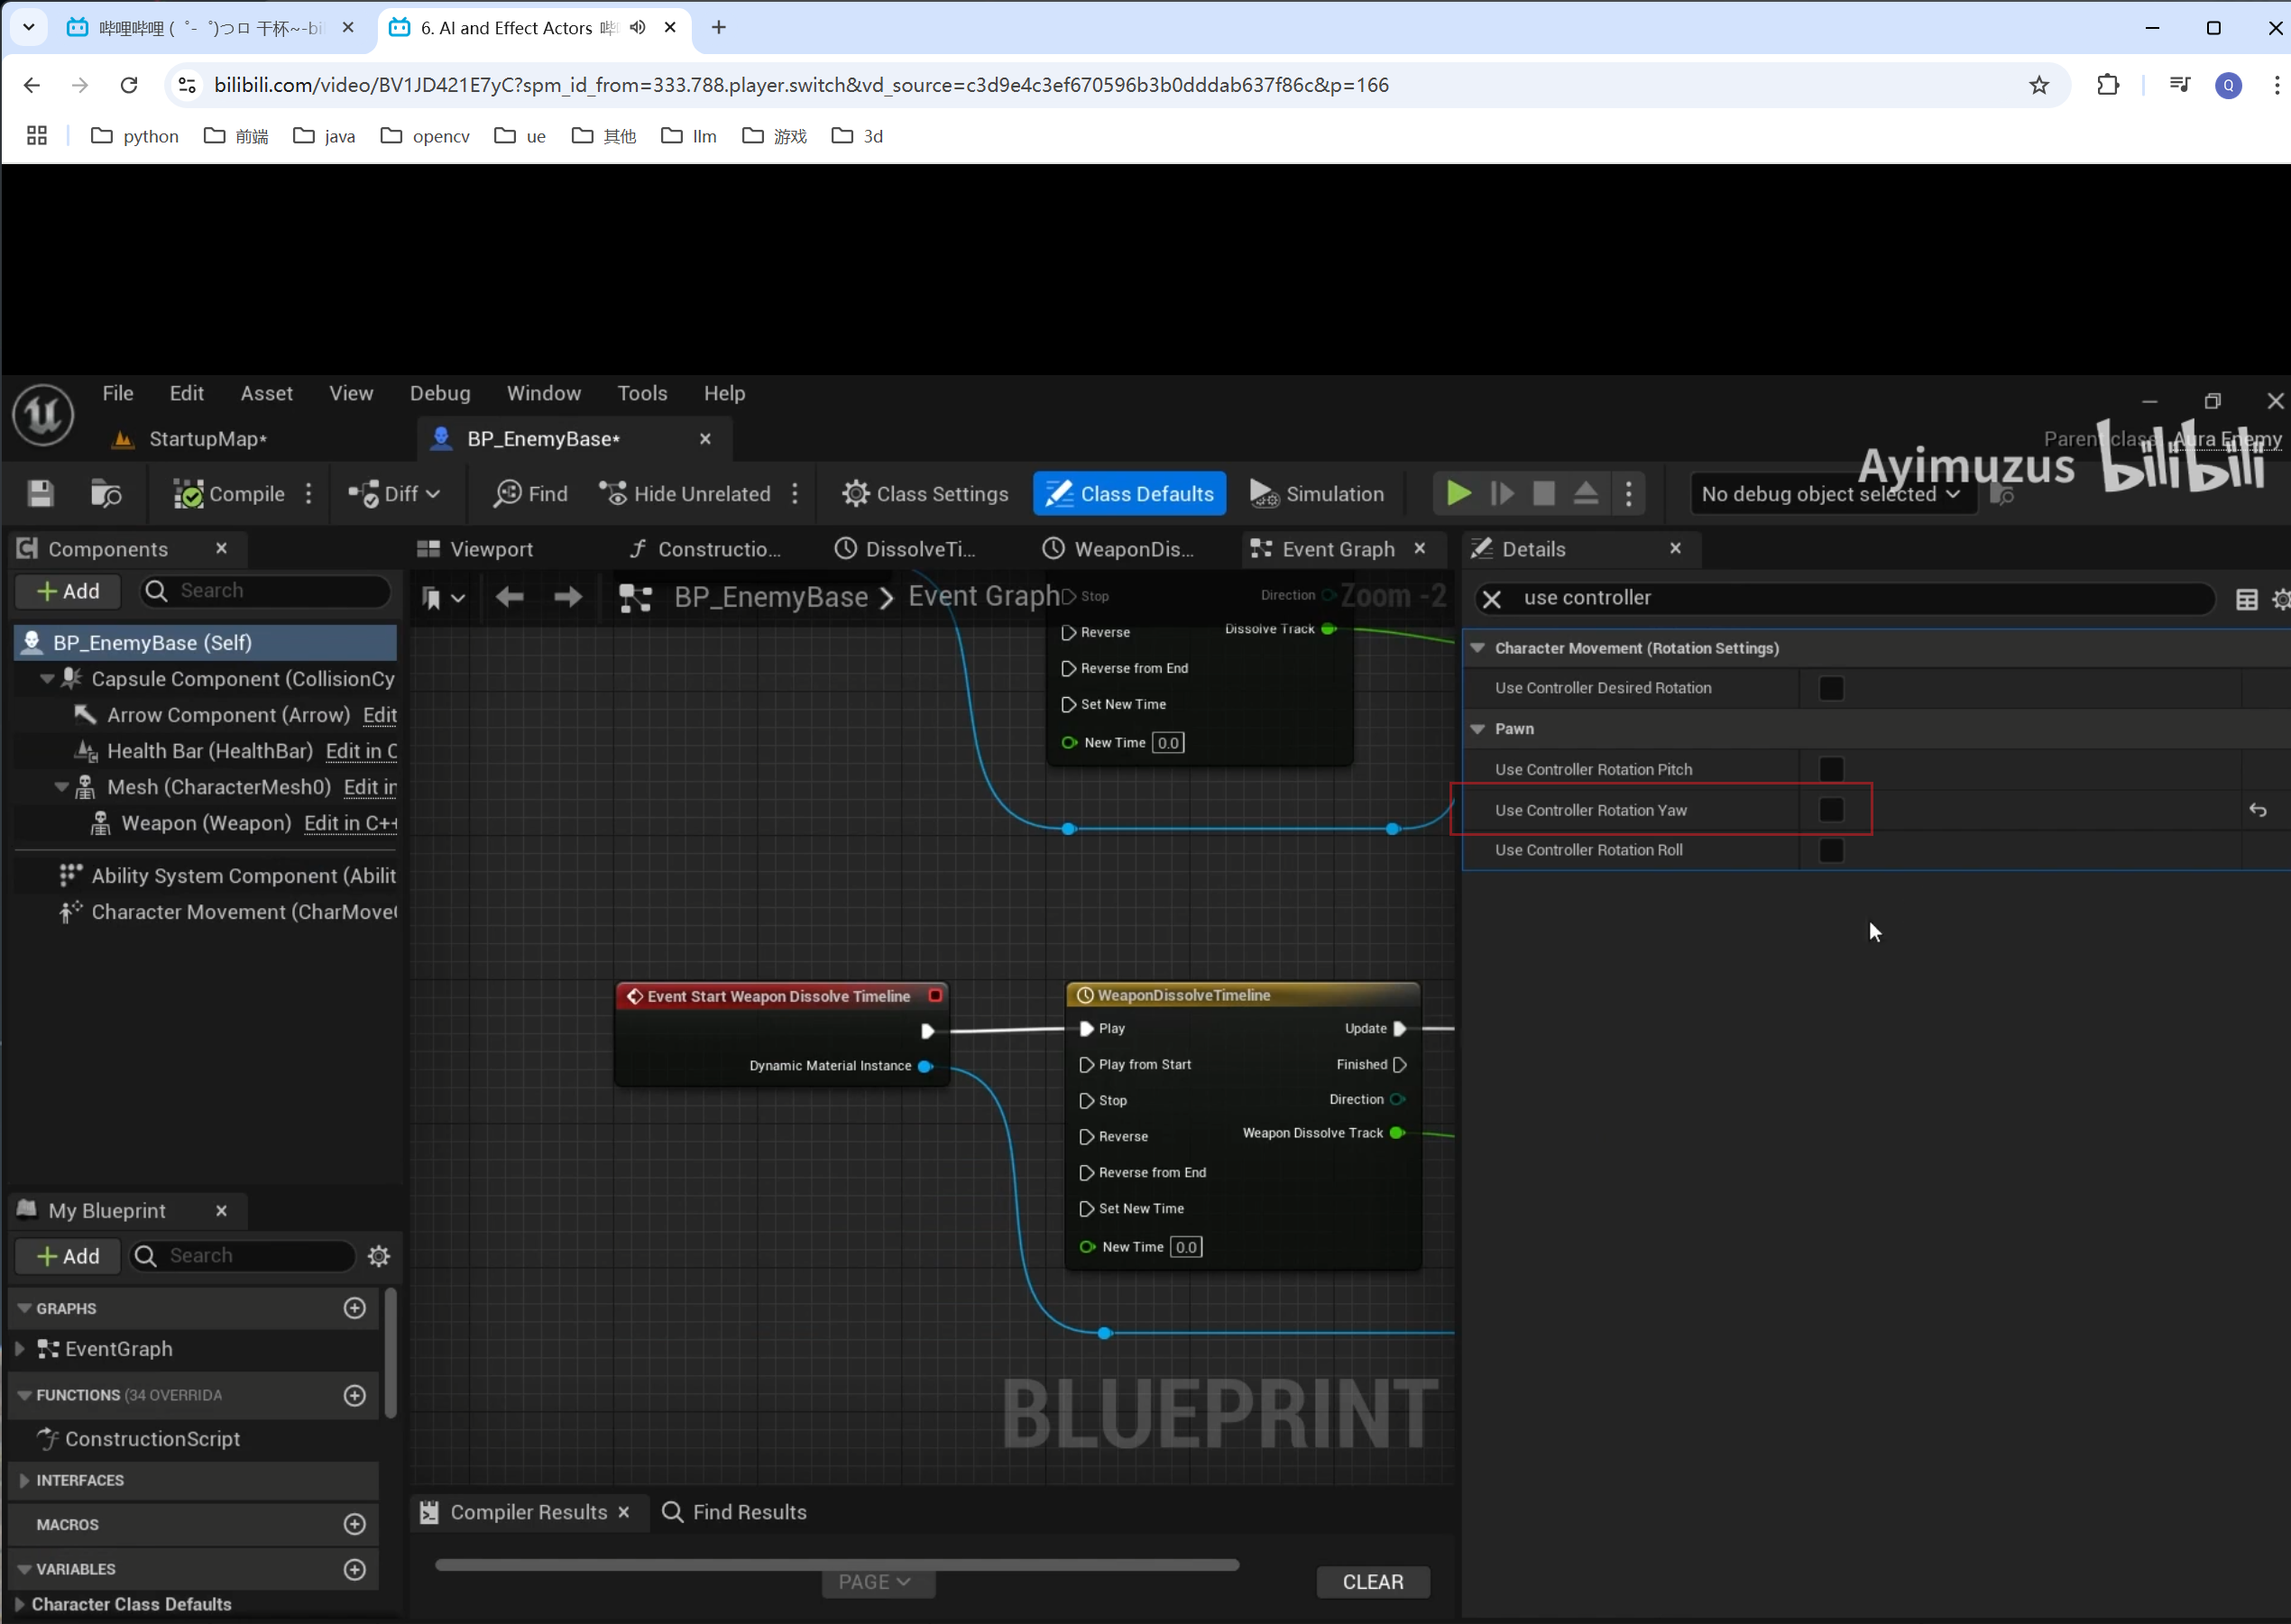 哔哩哔哩 (゜-゜)つロ 干杯~-bi
6. AI and Effect Actors 哔
bilibili.com/video/BV1JD421E7yC?spm_id_from=333.788.player.switch&vd_source=c3d9e4c3ef670596b3b0dddab637f86c&p=166
Q
python 前端 java opencv ue 其他 llm 游戏 3d
File Edit Asset View Debug Window Tools Help
StartupMap* BP_EnemyBase*
Parent class: Aura Enemy
Ayimuzus bilibili
Compile Diff Find Hide Unrelated Class Settings Class Defaults Simulation No debug object selected
Components Viewport Constructio... DissolveTi... WeaponDis... Event Graph Details
Add Search
BP_EnemyBase > Event Graph
Zoom -2
use controller
BP_EnemyBase (Self)
Capsule Component (CollisionCy
Arrow Component (Arrow) Edit
Health Bar (HealthBar) Edit in C
Mesh (CharacterMesh0) Edit in
Weapon (Weapon) Edit in C++
Ability System Component (Abilit
Character Movement (CharMove
Stop Direction
Reverse Dissolve Track
Reverse from End
Set New Time
New Time 0.0
Character Movement (Rotation Settings)
Use Controller Desired Rotation
Pawn
Use Controller Rotation Pitch
Use Controller Rotation Yaw
Use Controller Rotation Roll
Event Start Weapon Dissolve Timeline
Dynamic Material Instance
WeaponDissolveTimeline
Play Update
Play from Start Finished
Stop Direction
Reverse Weapon Dissolve Track
Reverse from End
Set New Time
New Time 0.0
BLUEPRINT
My Blueprint
Add Search
GRAPHS
EventGraph
FUNCTIONS (34 OVERRIDA
ConstructionScript
INTERFACES
MACROS
VARIABLES
Character Class Defaults
Compiler Results Find Results
PAGE CLEAR